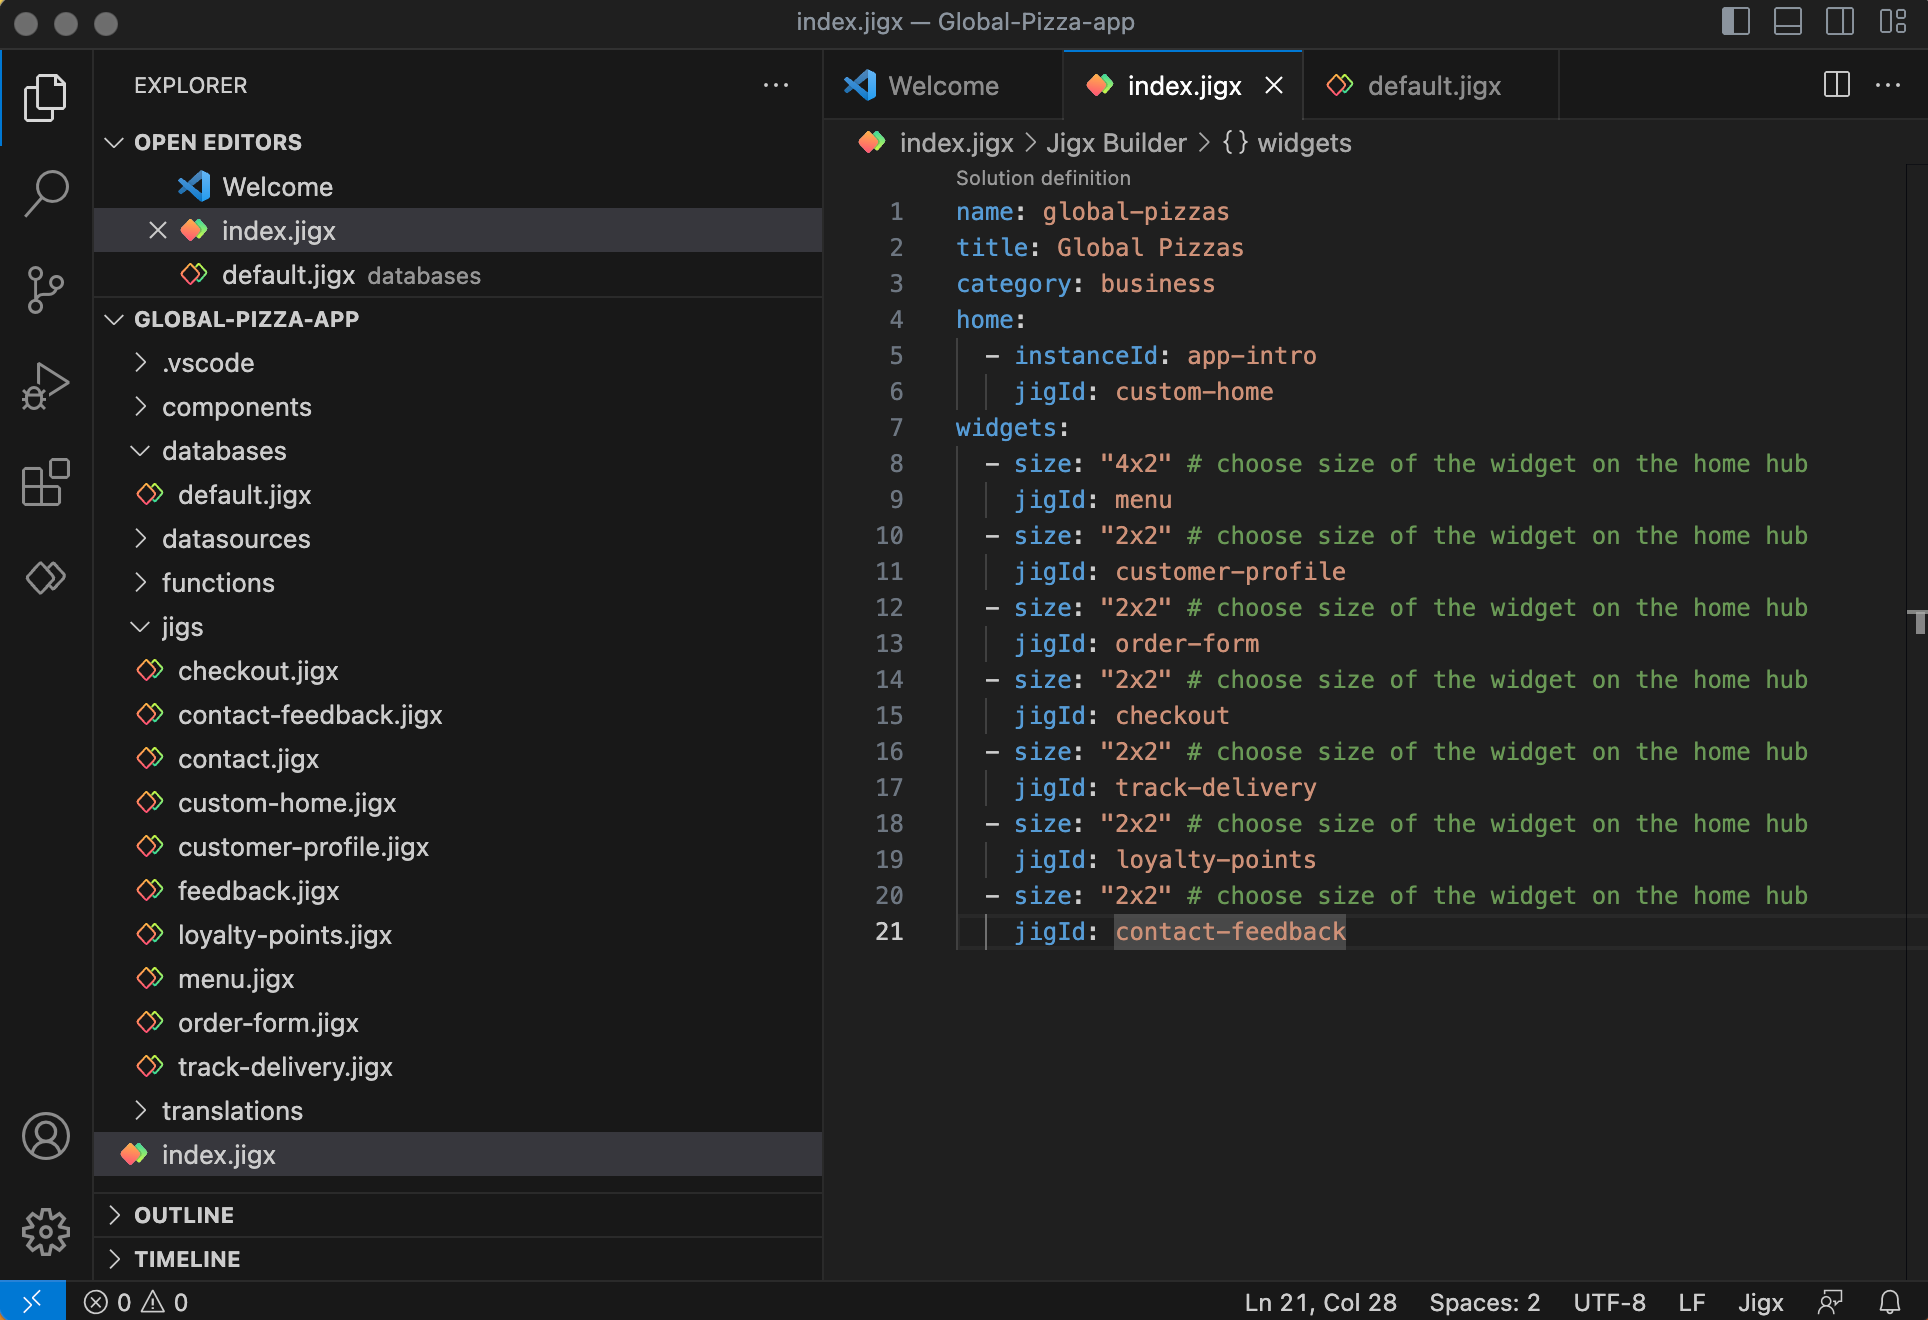 index.jigx — Global-Pizza-app
EXPLORER
OPEN EDITORS
Welcome
index.jigx
default.jigx databases
GLOBAL-PIZZA-APP
.vscode
components
databases
default.jigx
datasources
functions
jigs
checkout.jigx
contact-feedback.jigx
contact.jigx
custom-home.jigx
customer-profile.jigx
feedback.jigx
loyalty-points.jigx
menu.jigx
order-form.jigx
track-delivery.jigx
translations
index.jigx
OUTLINE
TIMELINE
Welcome index.jigx default.jigx
index.jigx > Jigx Builder > {} widgets
Solution definition
1 name: global-pizzas
2 title: Global Pizzas
3 category: business
4 home:
5 - instanceId: app-intro
6 jigId: custom-home
7 widgets:
8 - size: "4x2" # choose size of the widget on the home hub
9 jigId: menu
10 - size: "2x2" # choose size of the widget on the home hub
11 jigId: customer-profile
12 - size: "2x2" # choose size of the widget on the home hub
13 jigId: order-form
14 - size: "2x2" # choose size of the widget on the home hub
15 jigId: checkout
16 - size: "2x2" # choose size of the widget on the home hub
17 jigId: track-delivery
18 - size: "2x2" # choose size of the widget on the home hub
19 jigId: loyalty-points
20 - size: "2x2" # choose size of the widget on the home hub
21 jigId: contact-feedback
0 0 Ln 21, Col 28 Spaces: 2 UTF-8 LF Jigx